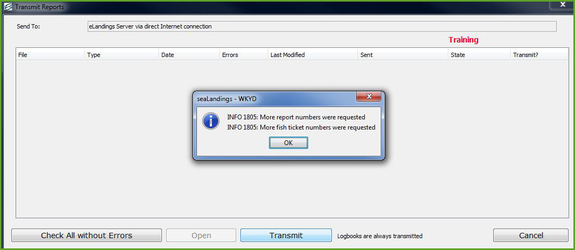 Transmit Reports
Send To: eLandings Server via direct Internet connection
Training
File Type Date Errors Last Modified Sent State Transmit?
seaLandings - WKYD
INFO 1805: More report numbers were requested
INFO 1805: More fish ticket numbers were requested
OK
Check All without Errors Open Transmit Logbooks are always transmitted Cancel